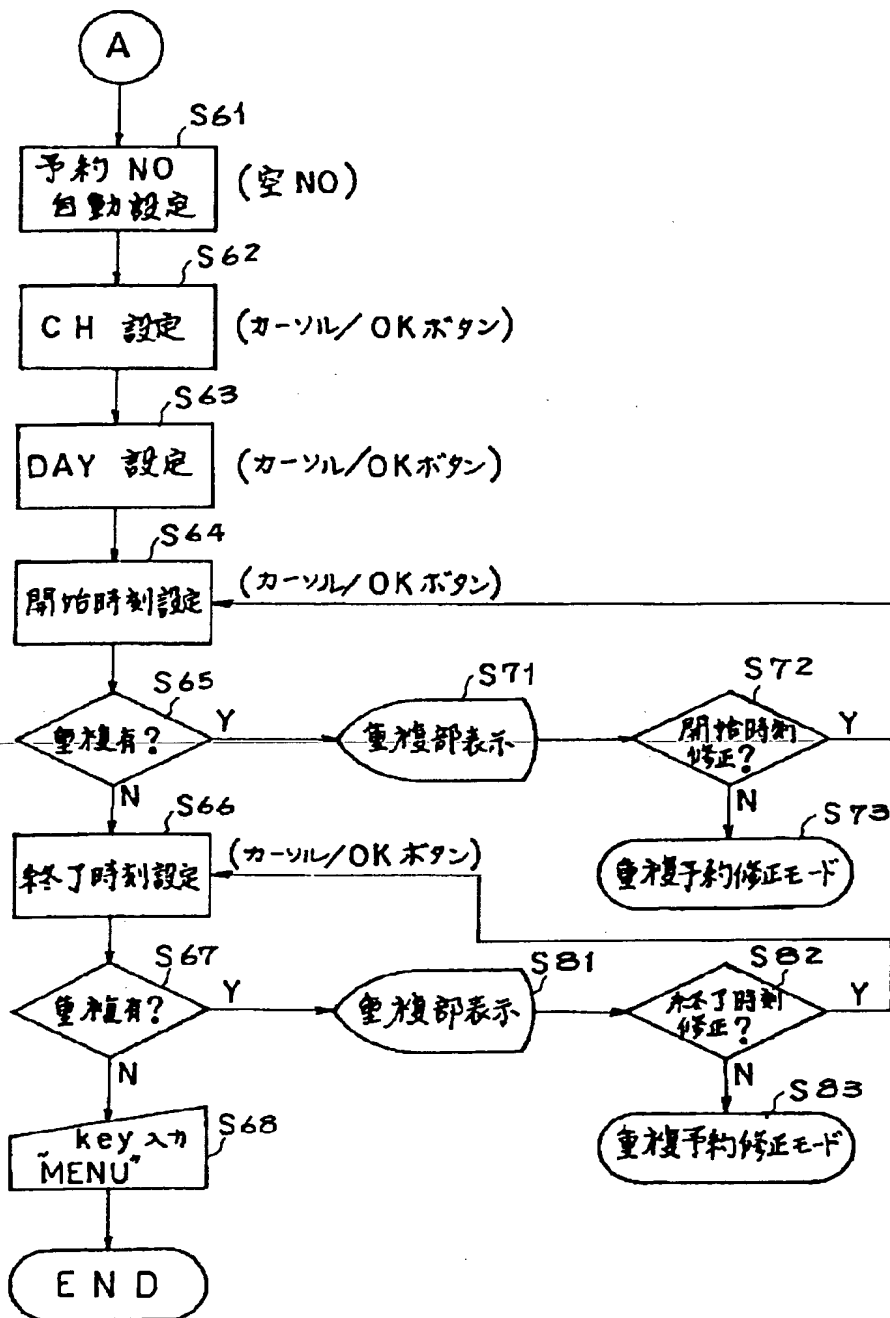 A
S61
予約 NO
自動設定
(空NO)
S62
CH 設定
(カーソル/OKボタン)
S63
DAY 設定
(カーソル/OKボタン)
S64
開始時刻設定
(カーソル/OKボタン)
S65
重複有?
Y
N
S71
重複部表示
S72
開始時刻
修正?
Y
N
S73
重複予約修正モード
S66
終了時刻設定
(カーソル/OKボタン)
S67
重複有?
Y
N
S81
重複部表示
S82
終了時刻
修正?
Y
N
S83
重複予約修正モード
S68
key入力
"MENU"
END